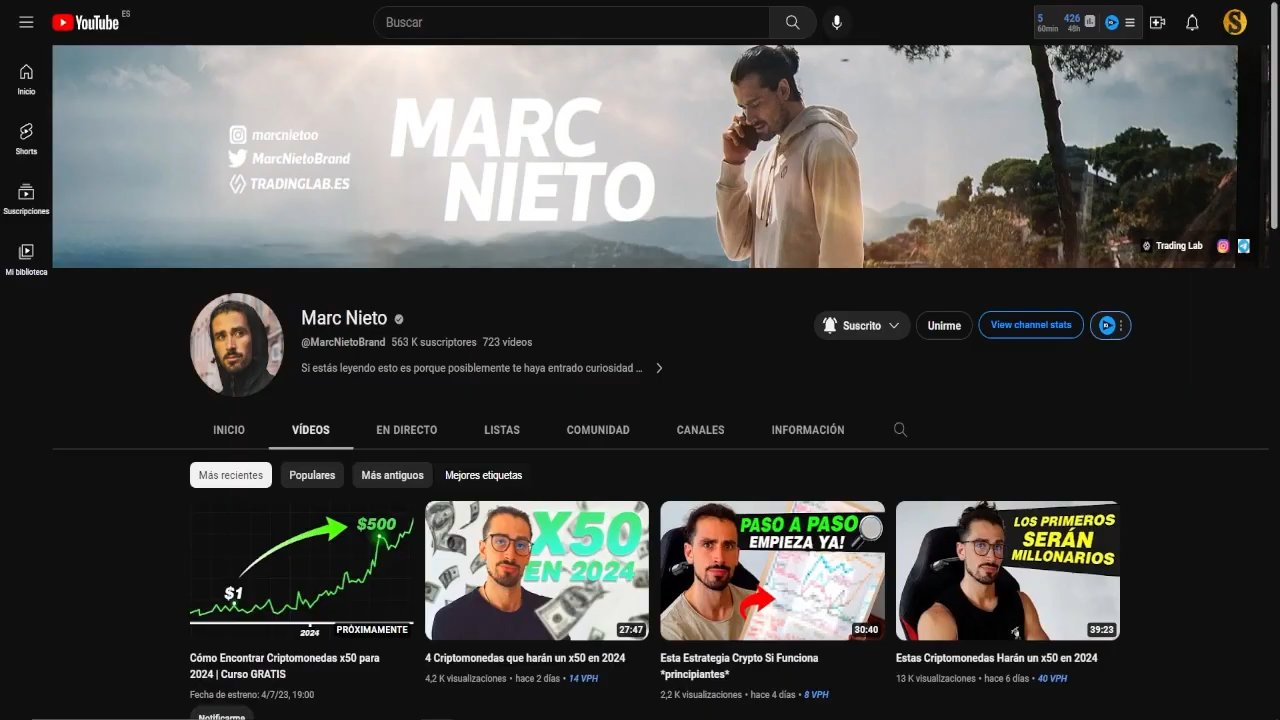 YouTube ES
Buscar
5 426
60min 48h
Inicio
Shorts
Suscripciones
Mi biblioteca
marcnietoo
MarcNietoBrand
TRADINGLAB.ES
MARC
NIETO
Trading Lab
Marc Nieto
@MarcNietoBrand 563 K suscriptores 723 vídeos
Si estás leyendo esto es porque posiblemente te haya entrado curiosidad ...
Suscrito
Unirme
View channel stats
INICIO VÍDEOS EN DIRECTO LISTAS COMUNIDAD CANALES INFORMACIÓN
Más recientes Populares Más antiguos Mejores etiquetas
$500
$1
2024
PRÓXIMAMENTE
Cómo Encontrar Criptomonedas x50 para
2024 | Curso GRATIS
Fecha de estreno: 4/7/23, 19:00
Notificarme
X50
EN 2024
27:47
4 Criptomonedas que harán un x50 en 2024
4,2 K visualizaciones • hace 2 días • 14 VPH
PASO A PASO
EMPIEZA YA!
30:40
Esta Estrategia Crypto Si Funciona
*principiantes*
2,2 K visualizaciones • hace 4 días • 8 VPH
LOS PRIMEROS
SERÁN
MILLONARIOS
39:23
Estas Criptomonedas Harán un x50 en 2024
13 K visualizaciones • hace 6 días • 40 VPH